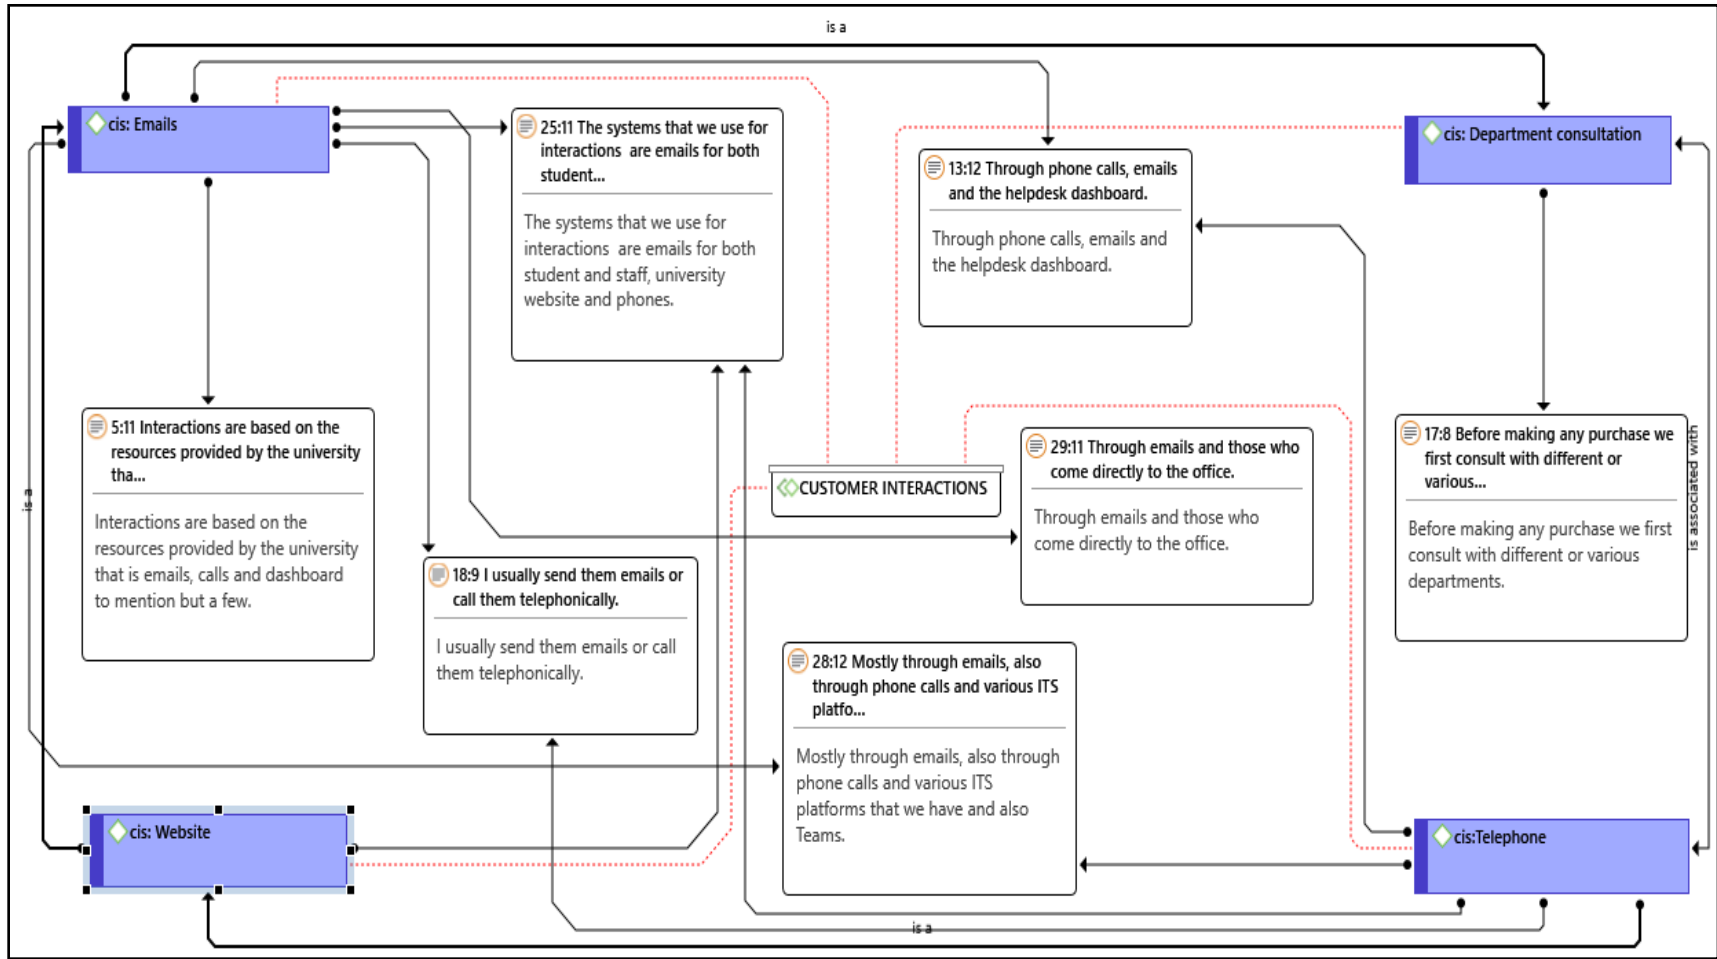 is a
cis: Emails
25:11 The systems that we use for
interactions  are emails for both
student...
The systems that we use for
interactions  are emails for both
student and staff, university
website and phones.
13:12 Through phone calls, emails
and the helpdesk dashboard.
Through phone calls, emails and
the helpdesk dashboard.
cis: Department consultation
5:11 Interactions are based on the
resources provided by the university
tha...
Interactions are based on the
resources provided by the university
that is emails, calls and dashboard
to mention but a few.
is a
CUSTOMER INTERACTIONS
29:11 Through emails and those who
come directly to the office.
Through emails and those who
come directly to the office.
17:8 Before making any purchase we
first consult with different or
various...
Before making any purchase we first
consult with different or various
departments.
is associated with
18:9 I usually send them emails or
call them telephonically.
I usually send them emails or call
them telephonically.
28:12 Mostly through emails, also
through phone calls and various ITS
platfo...
Mostly through emails, also through
phone calls and various ITS
platforms that we have and also
Teams.
cis: Website
cis:Telephone
is a